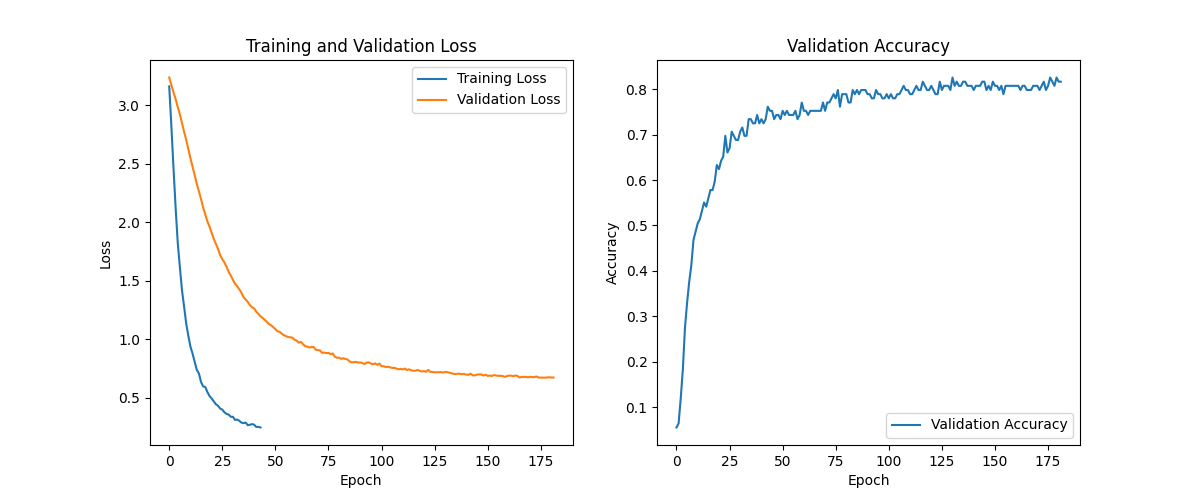 Training and Validation Loss
Training Loss
Validation Loss
3.0
2.5
2.0
1.5
1.0
0.5
Loss
0 25 50 75 100 125 150 175
Epoch
Validation Accuracy
0.8
0.7
0.6
0.5
0.4
0.3
0.2
0.1
Accuracy
Validation Accuracy
0 25 50 75 100 125 150 175
Epoch